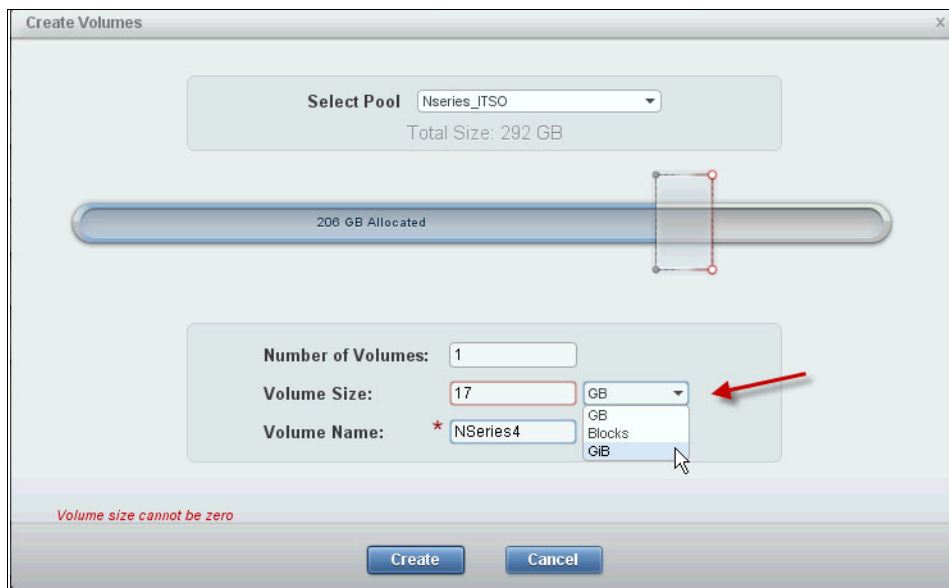 Create Volumes X
Select Pool Nseries_ITSO
Total Size: 292 GB
206 GB Allocated
Number of Volumes: 1
Volume Size: 17 GB
GB
Blocks
GiB
Volume Name: * NSeries4
Volume size cannot be zero
Create Cancel